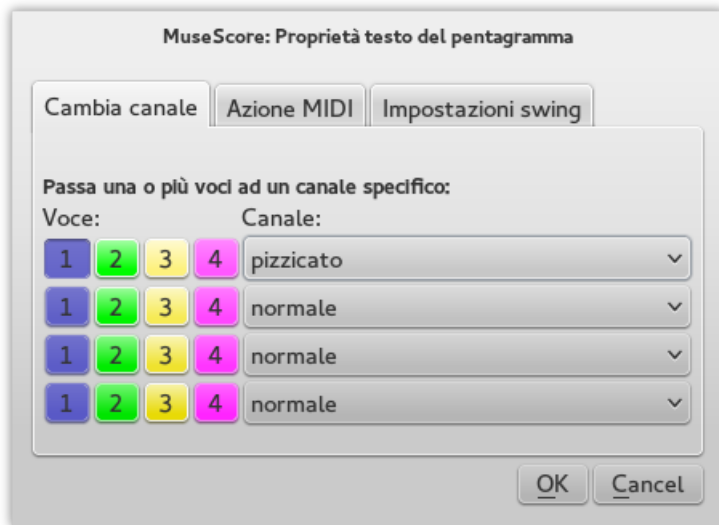 MuseScore: Proprietà testo del pentagramma
Cambia canale Azione MIDI Impostazioni swing
Passa una o più voci ad un canale specifico:
Voce: Canale:
1 2 3 4 pizzicato
1 2 3 4 normale
1 2 3 4 normale
1 2 3 4 normale
OK Cancel